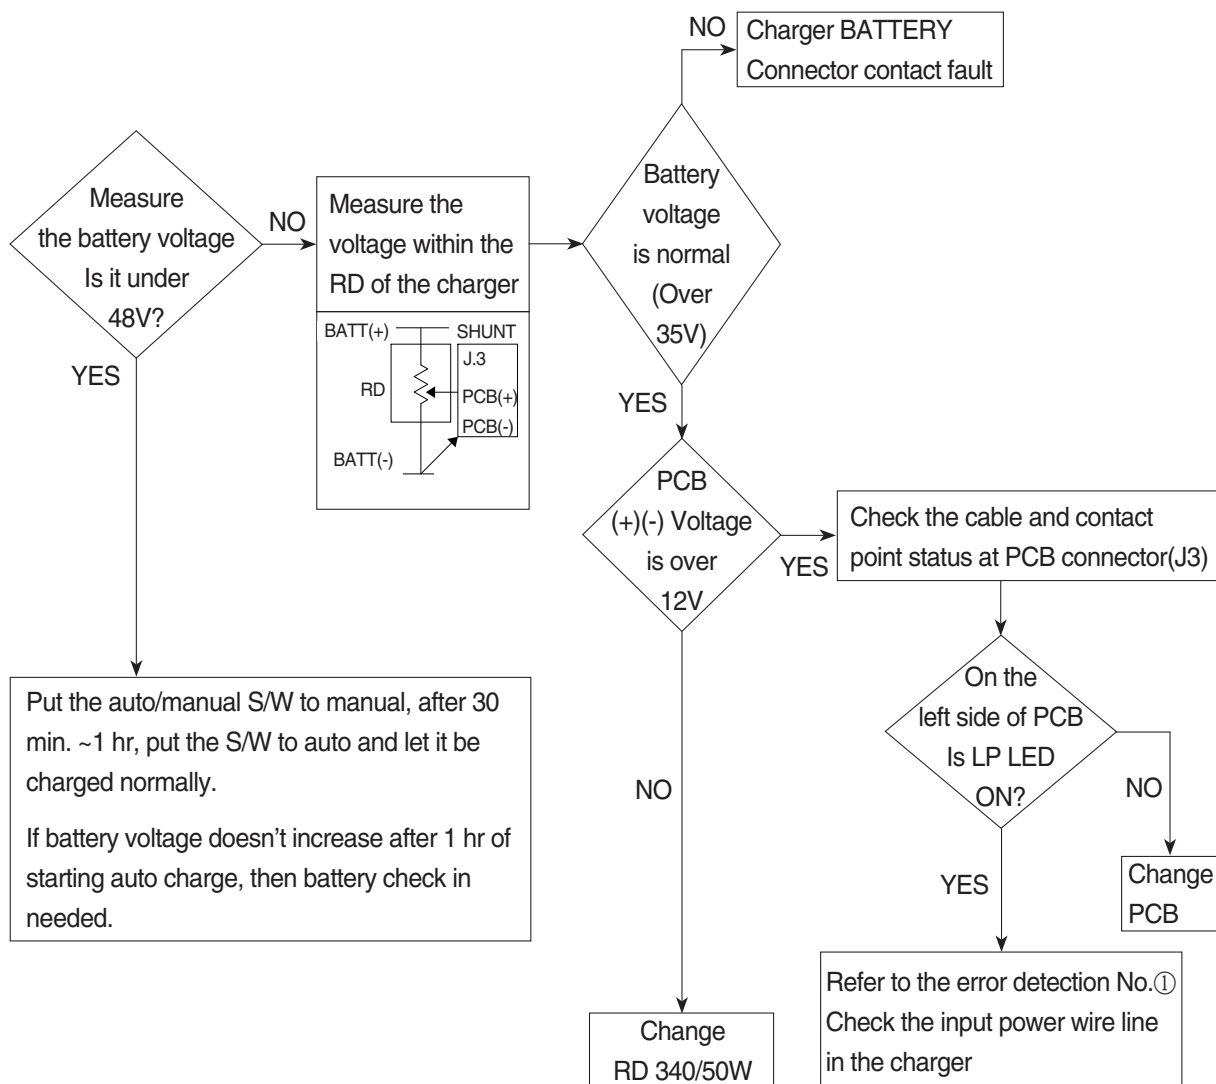 NO
Charger BATTERY
Connector contact fault
Measure
the battery voltage
Is it under
48V?
NO
Measure the
voltage within the
RD of the charger
BATT(+)
SHUNT
J.3
RD
PCB(+)
PCB(-)
BATT(-)
Battery
voltage
is normal
(Over
35V)
YES
YES
PCB
(+)(-) Voltage
is over
12V
YES
Check the cable and contact
point status at PCB connector(J3)
Put the auto/manual S/W to manual, after 30
min. ~1 hr, put the S/W to auto and let it be
charged normally.
If battery voltage doesn't increase after 1 hr of
starting auto charge, then battery check in
needed.
On the
left side of PCB
Is LP LED
ON?
NO
NO
YES
Change
PCB
Change
RD 340/50W
Refer to the error detection No.①
Check the input power wire line
in the charger